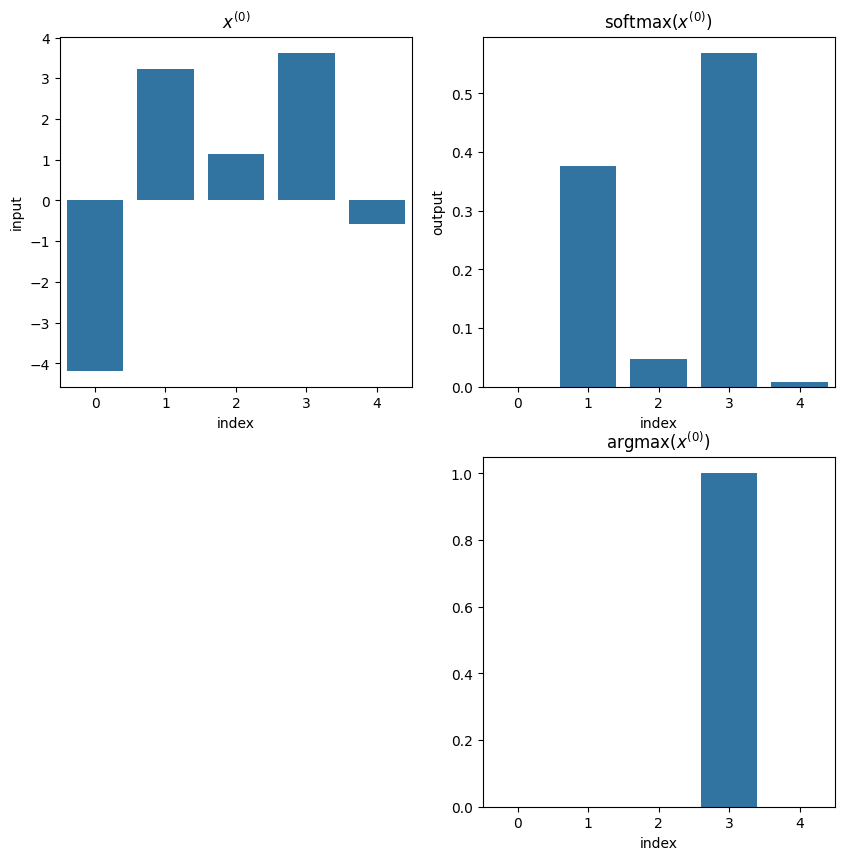 x^(0)
4
3
2
1
0
−1
−2
−3
−4
input
0 1 2 3 4
index
softmax(x^(0))
0.5
0.4
0.3
0.2
0.1
0.0
output
0 1 2 3 4
index
argmax(x^(0))
1.0
0.8
0.6
0.4
0.2
0.0
0 1 2 3 4
index